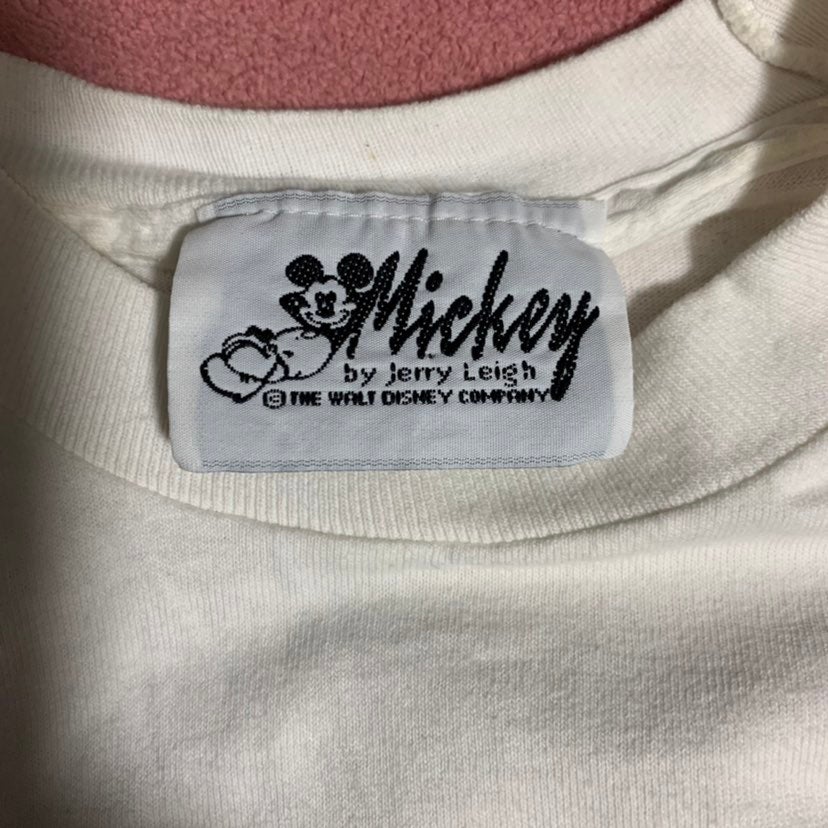 Mickey
by Jerry Leigh
© THE WALT DISNEY COMPANY